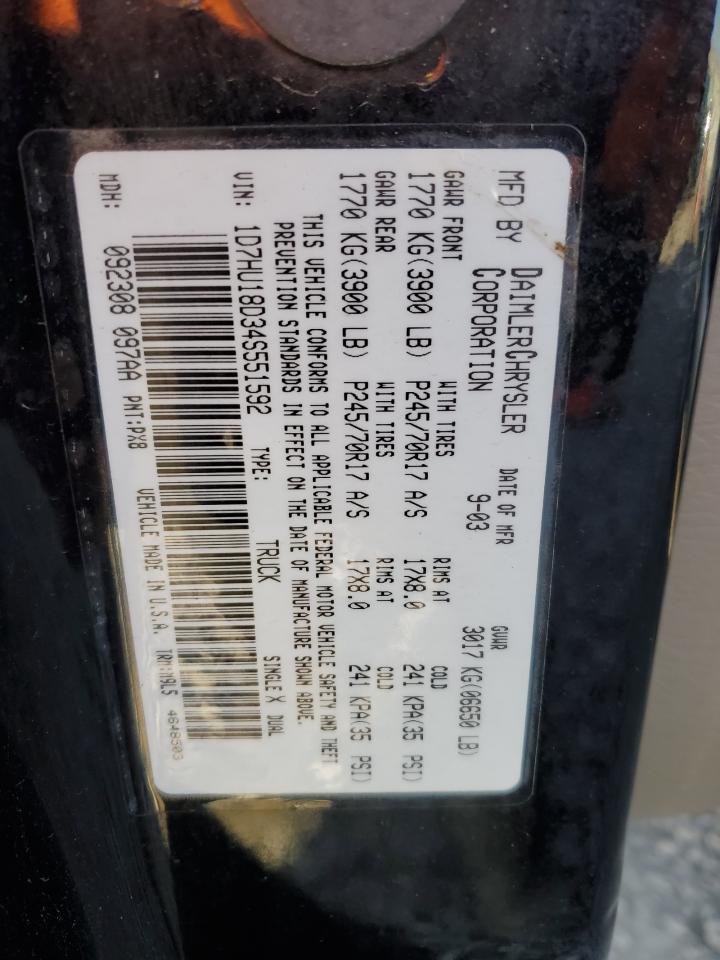 MFD BY DAIMLERCHRYSLER CORPORATION
DATE OF MFR 9-03
GVWR 3017 KG(06650 LB)
GAWR FRONT WITH TIRES RIMS AT COLD
1770 KG(3900 LB) P245/70R17 A/S 17X8.0 241 KPA(35 PSI)
GAWR REAR WITH TIRES RIMS AT COLD
1770 KG(3900 LB) P245/70R17 A/S 17X8.0 241 KPA(35 PSI)
THIS VEHICLE CONFORMS TO ALL APPLICABLE FEDERAL MOTOR VEHICLE SAFETY AND THEFT
PREVENTION STANDARDS IN EFFECT ON THE DATE OF MANUFACTURE SHOWN ABOVE.
VIN: 1D7HU18D34S551592 TYPE: TRUCK SINGLE X DUAL
MDH: 092308 097AA PNT:PX8
VEHICLE MADE IN U.S.A. TRM:M9L5 4648503